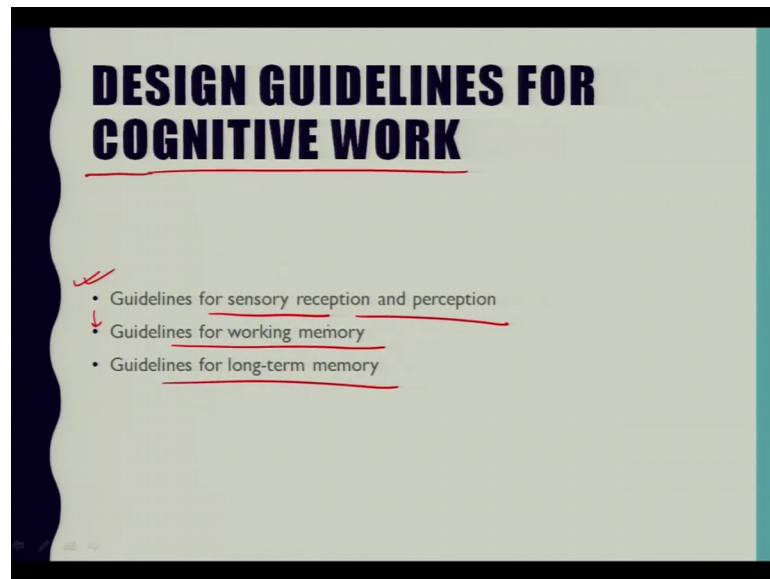 DESIGN GUIDELINES FOR
COGNITIVE WORK
• Guidelines for sensory reception and perception
• Guidelines for working memory
• Guidelines for long-term memory